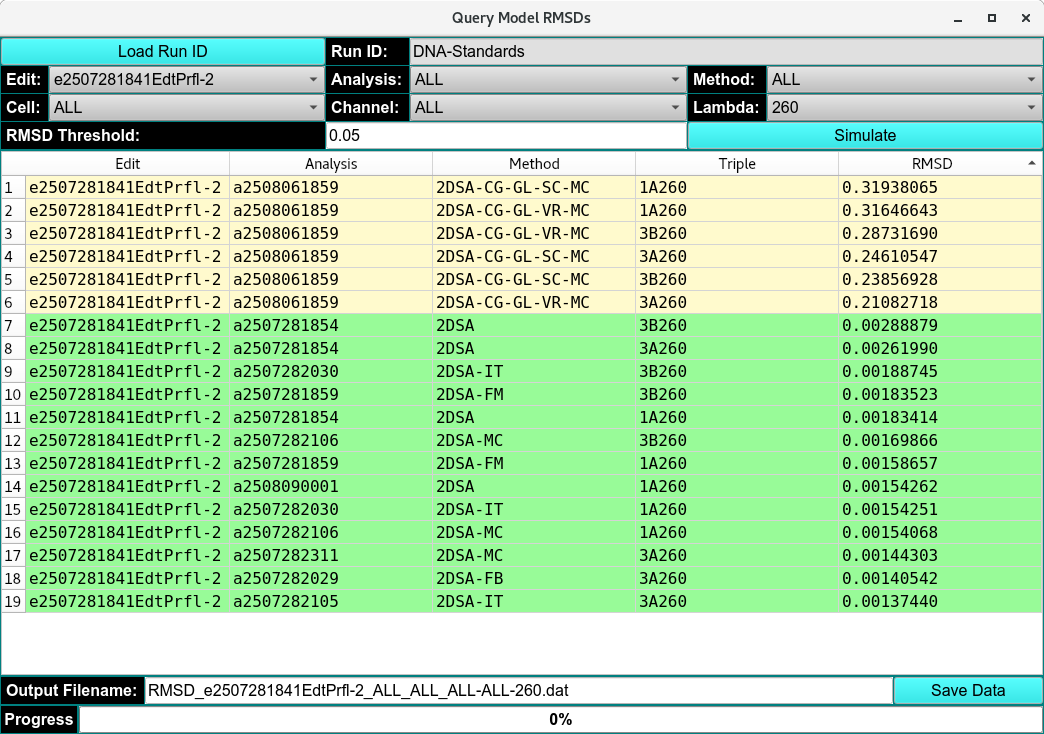 Query Model RMSDs
Load Run ID Run ID: DNA-Standards
Edit: e2507281841EdtPrfl-2 Analysis: ALL Method: ALL
Cell: ALL Channel: ALL Lambda: 260
RMSD Threshold: 0.05 Simulate
Edit Analysis Method Triple RMSD
1 e2507281841EdtPrfl-2 a2508061859 2DSA-CG-GL-SC-MC 1A260 0.31938065
2 e2507281841EdtPrfl-2 a2508061859 2DSA-CG-GL-VR-MC 1A260 0.31646643
3 e2507281841EdtPrfl-2 a2508061859 2DSA-CG-GL-VR-MC 3B260 0.28731690
4 e2507281841EdtPrfl-2 a2508061859 2DSA-CG-GL-SC-MC 3A260 0.24610547
5 e2507281841EdtPrfl-2 a2508061859 2DSA-CG-GL-SC-MC 3B260 0.23856928
6 e2507281841EdtPrfl-2 a2508061859 2DSA-CG-GL-VR-MC 3A260 0.21082718
7 e2507281841EdtPrfl-2 a2507281854 2DSA 3B260 0.00288879
8 e2507281841EdtPrfl-2 a2507281854 2DSA 3A260 0.00261990
9 e2507281841EdtPrfl-2 a2507282030 2DSA-IT 3B260 0.00188745
10 e2507281841EdtPrfl-2 a2507281859 2DSA-FM 3B260 0.00183523
11 e2507281841EdtPrfl-2 a2507281854 2DSA 1A260 0.00183414
12 e2507281841EdtPrfl-2 a2507282106 2DSA-MC 3B260 0.00169866
13 e2507281841EdtPrfl-2 a2507281859 2DSA-FM 1A260 0.00158657
14 e2507281841EdtPrfl-2 a2508090001 2DSA 1A260 0.00154262
15 e2507281841EdtPrfl-2 a2507282030 2DSA-IT 1A260 0.00154251
16 e2507281841EdtPrfl-2 a2507282106 2DSA-MC 1A260 0.00154068
17 e2507281841EdtPrfl-2 a2507282311 2DSA-MC 3A260 0.00144303
18 e2507281841EdtPrfl-2 a2507282029 2DSA-FB 3A260 0.00140542
19 e2507281841EdtPrfl-2 a2507282105 2DSA-IT 3A260 0.00137440
Output Filename: RMSD_e2507281841EdtPrfl-2_ALL_ALL_ALL-ALL-260.dat Save Data
Progress 0%